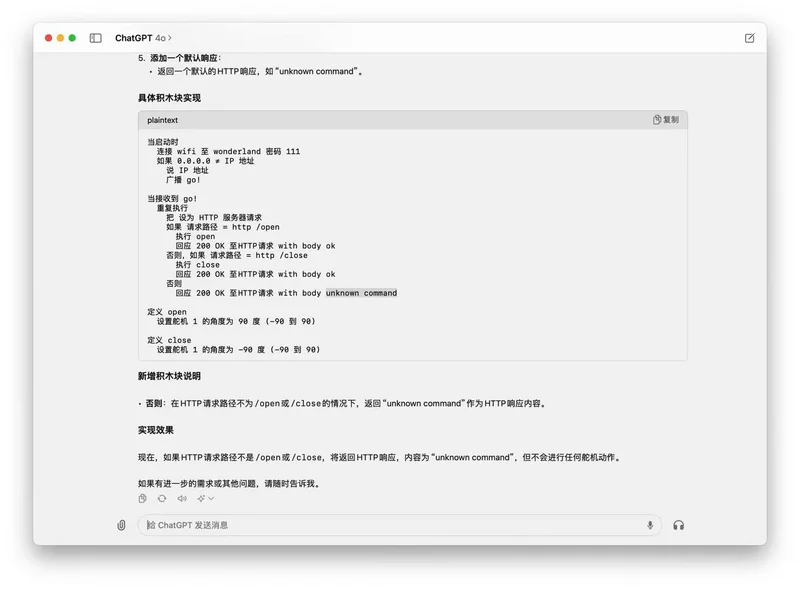 ChatGPT 4o >
5. 添加一个默认响应:
• 返回一个默认的HTTP响应，如“unknown command”。
具体积木块实现
plaintext
复制
当启动时
连接 wifi 至 wonderland 密码 111
如果 0.0.0.0 ≠ IP 地址
说 IP 地址
广播 go!
当接收到 go!
重复执行
把 设为 HTTP 服务器请求
如果 请求路径 = http /open
执行 open
回应 200 OK 至HTTP请求 with body ok
否则，如果 请求路径 = http /close
执行 close
回应 200 OK 至HTTP请求 with body ok
否则
回应 200 OK 至HTTP请求 with body unknown command
定义 open
设置舵机 1 的角度为 90 度 (-90 到 90)
定义 close
设置舵机 1 的角度为 -90 度 (-90 到 90)
新增积木块说明
• 否则：在HTTP请求路径不为/open或/close的情况下，返回“unknown command”作为HTTP响应内容。
实现效果
现在，如果HTTP请求路径不是/open或/close，将返回HTTP响应，内容为“unknown command”，但不会进行任何舵机动作。
如果有进一步的需求或其他问题，请随时告诉我。
给 ChatGPT 发送消息